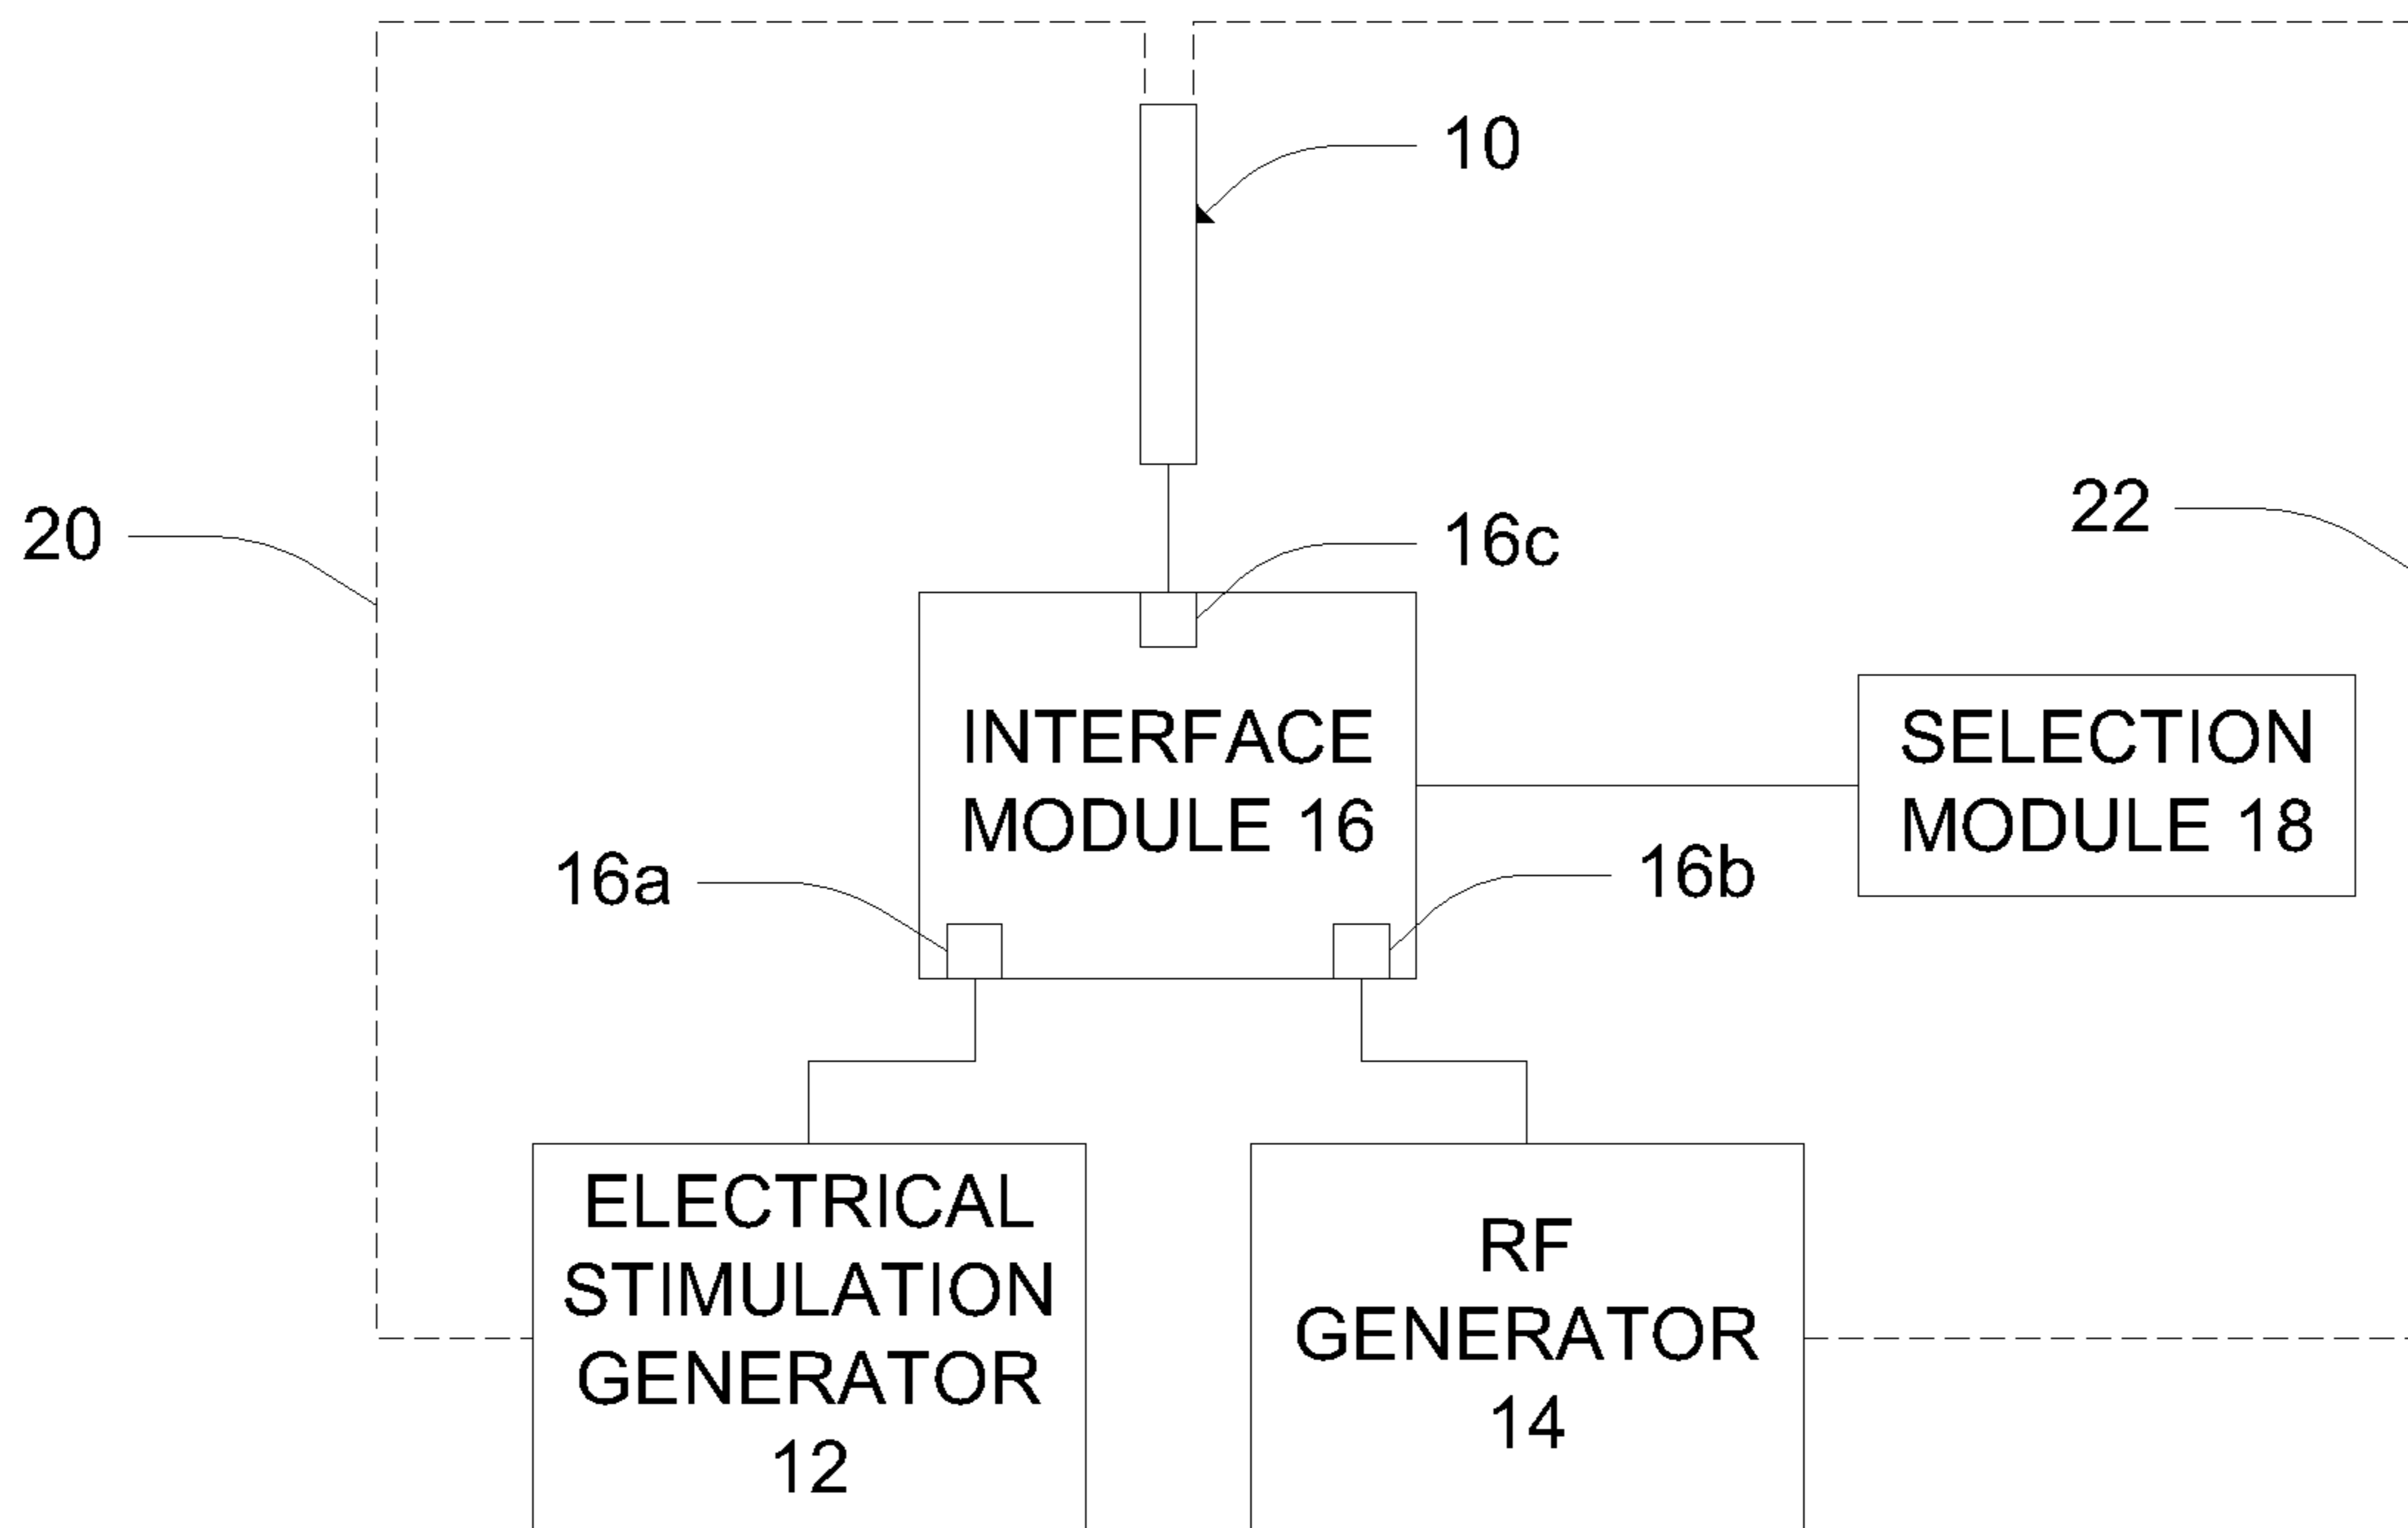 10
20
22
16c
INTERFACE
MODULE 16
SELECTION
MODULE 18
16a
16b
ELECTRICAL
STIMULATION
GENERATOR
12
RF
GENERATOR
14